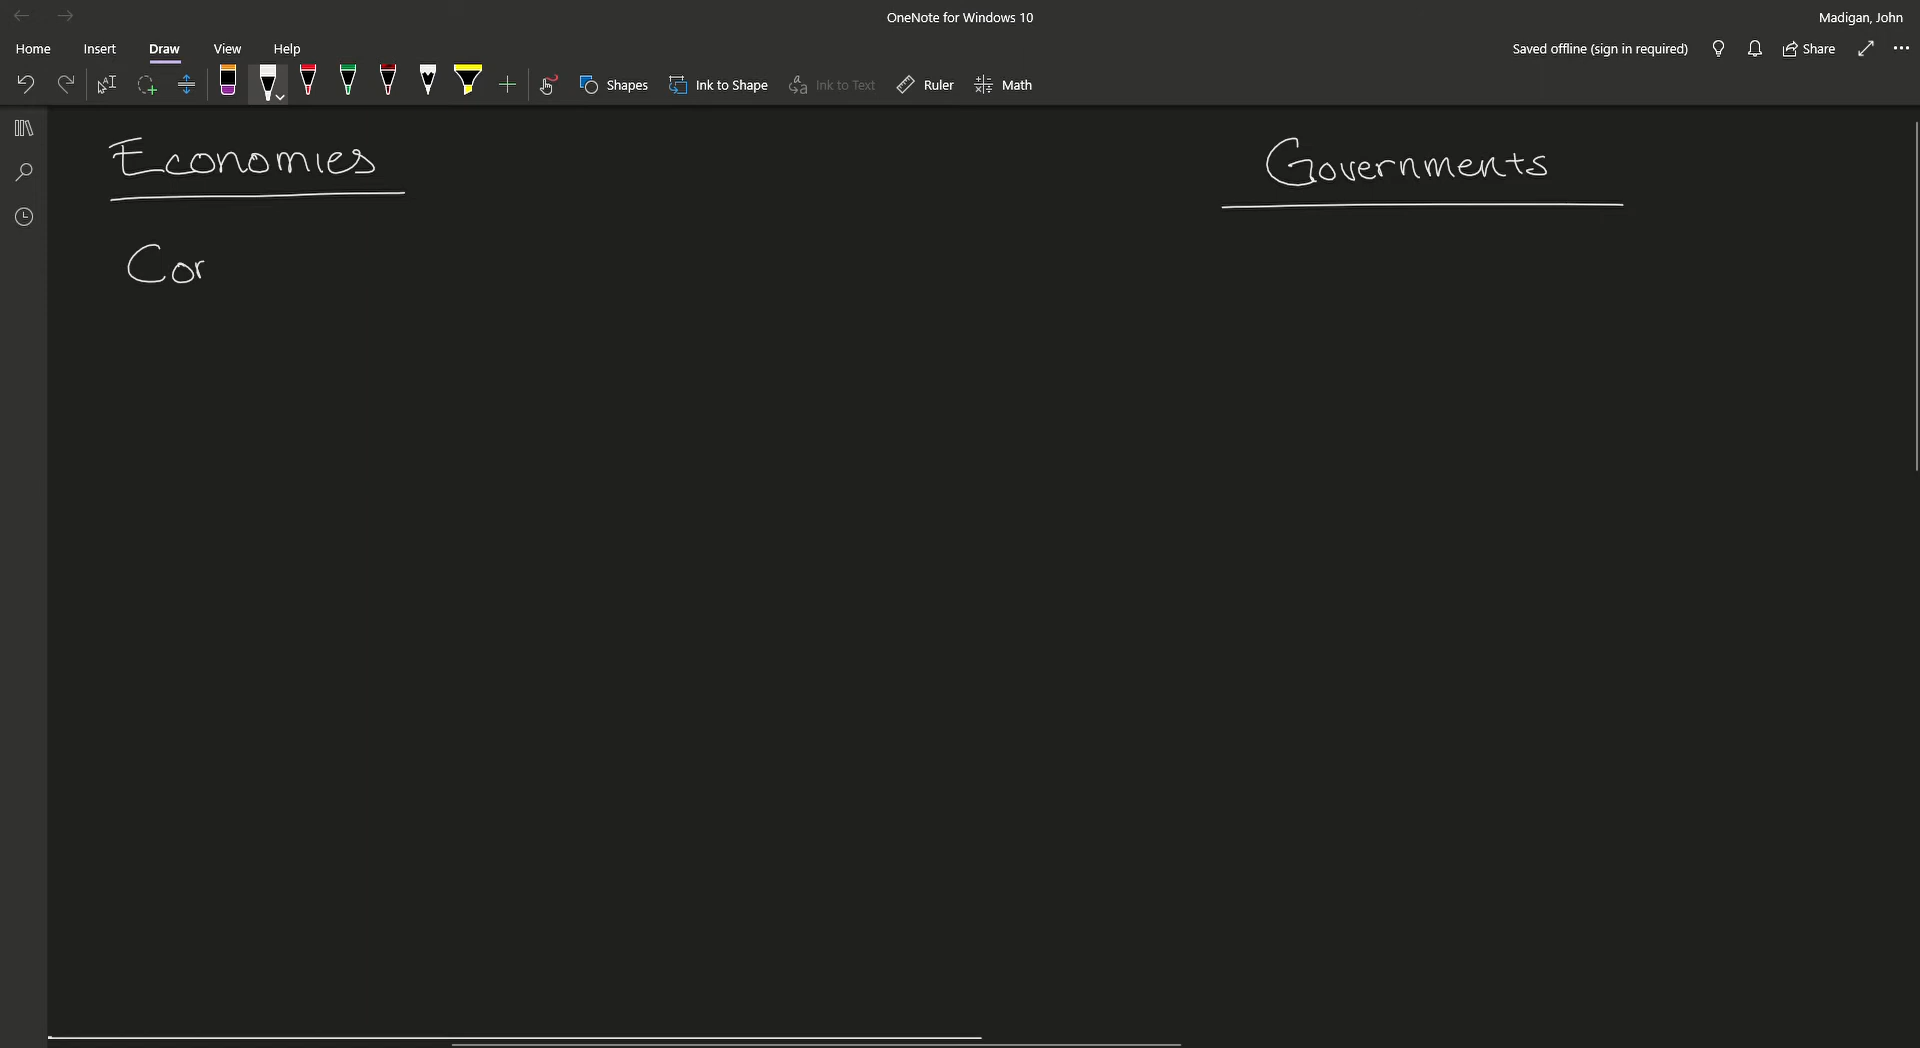 OneNote for Windows 10
Madigan, John
Home Insert Draw View Help
Saved offline (sign in required) Share
Shapes Ink to Shape Ink to Text Ruler Math
Economies Governments
Cor